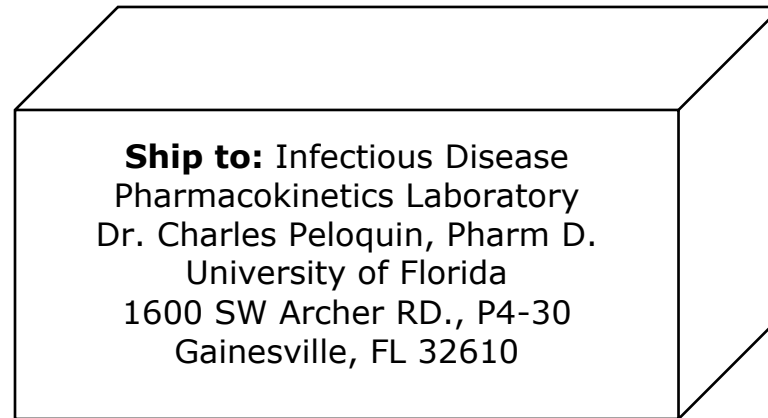 Ship to: Infectious Disease
Pharmacokinetics Laboratory
Dr. Charles Peloquin, Pharm D.
University of Florida
1600 SW Archer RD., P4-30
Gainesville, FL 32610